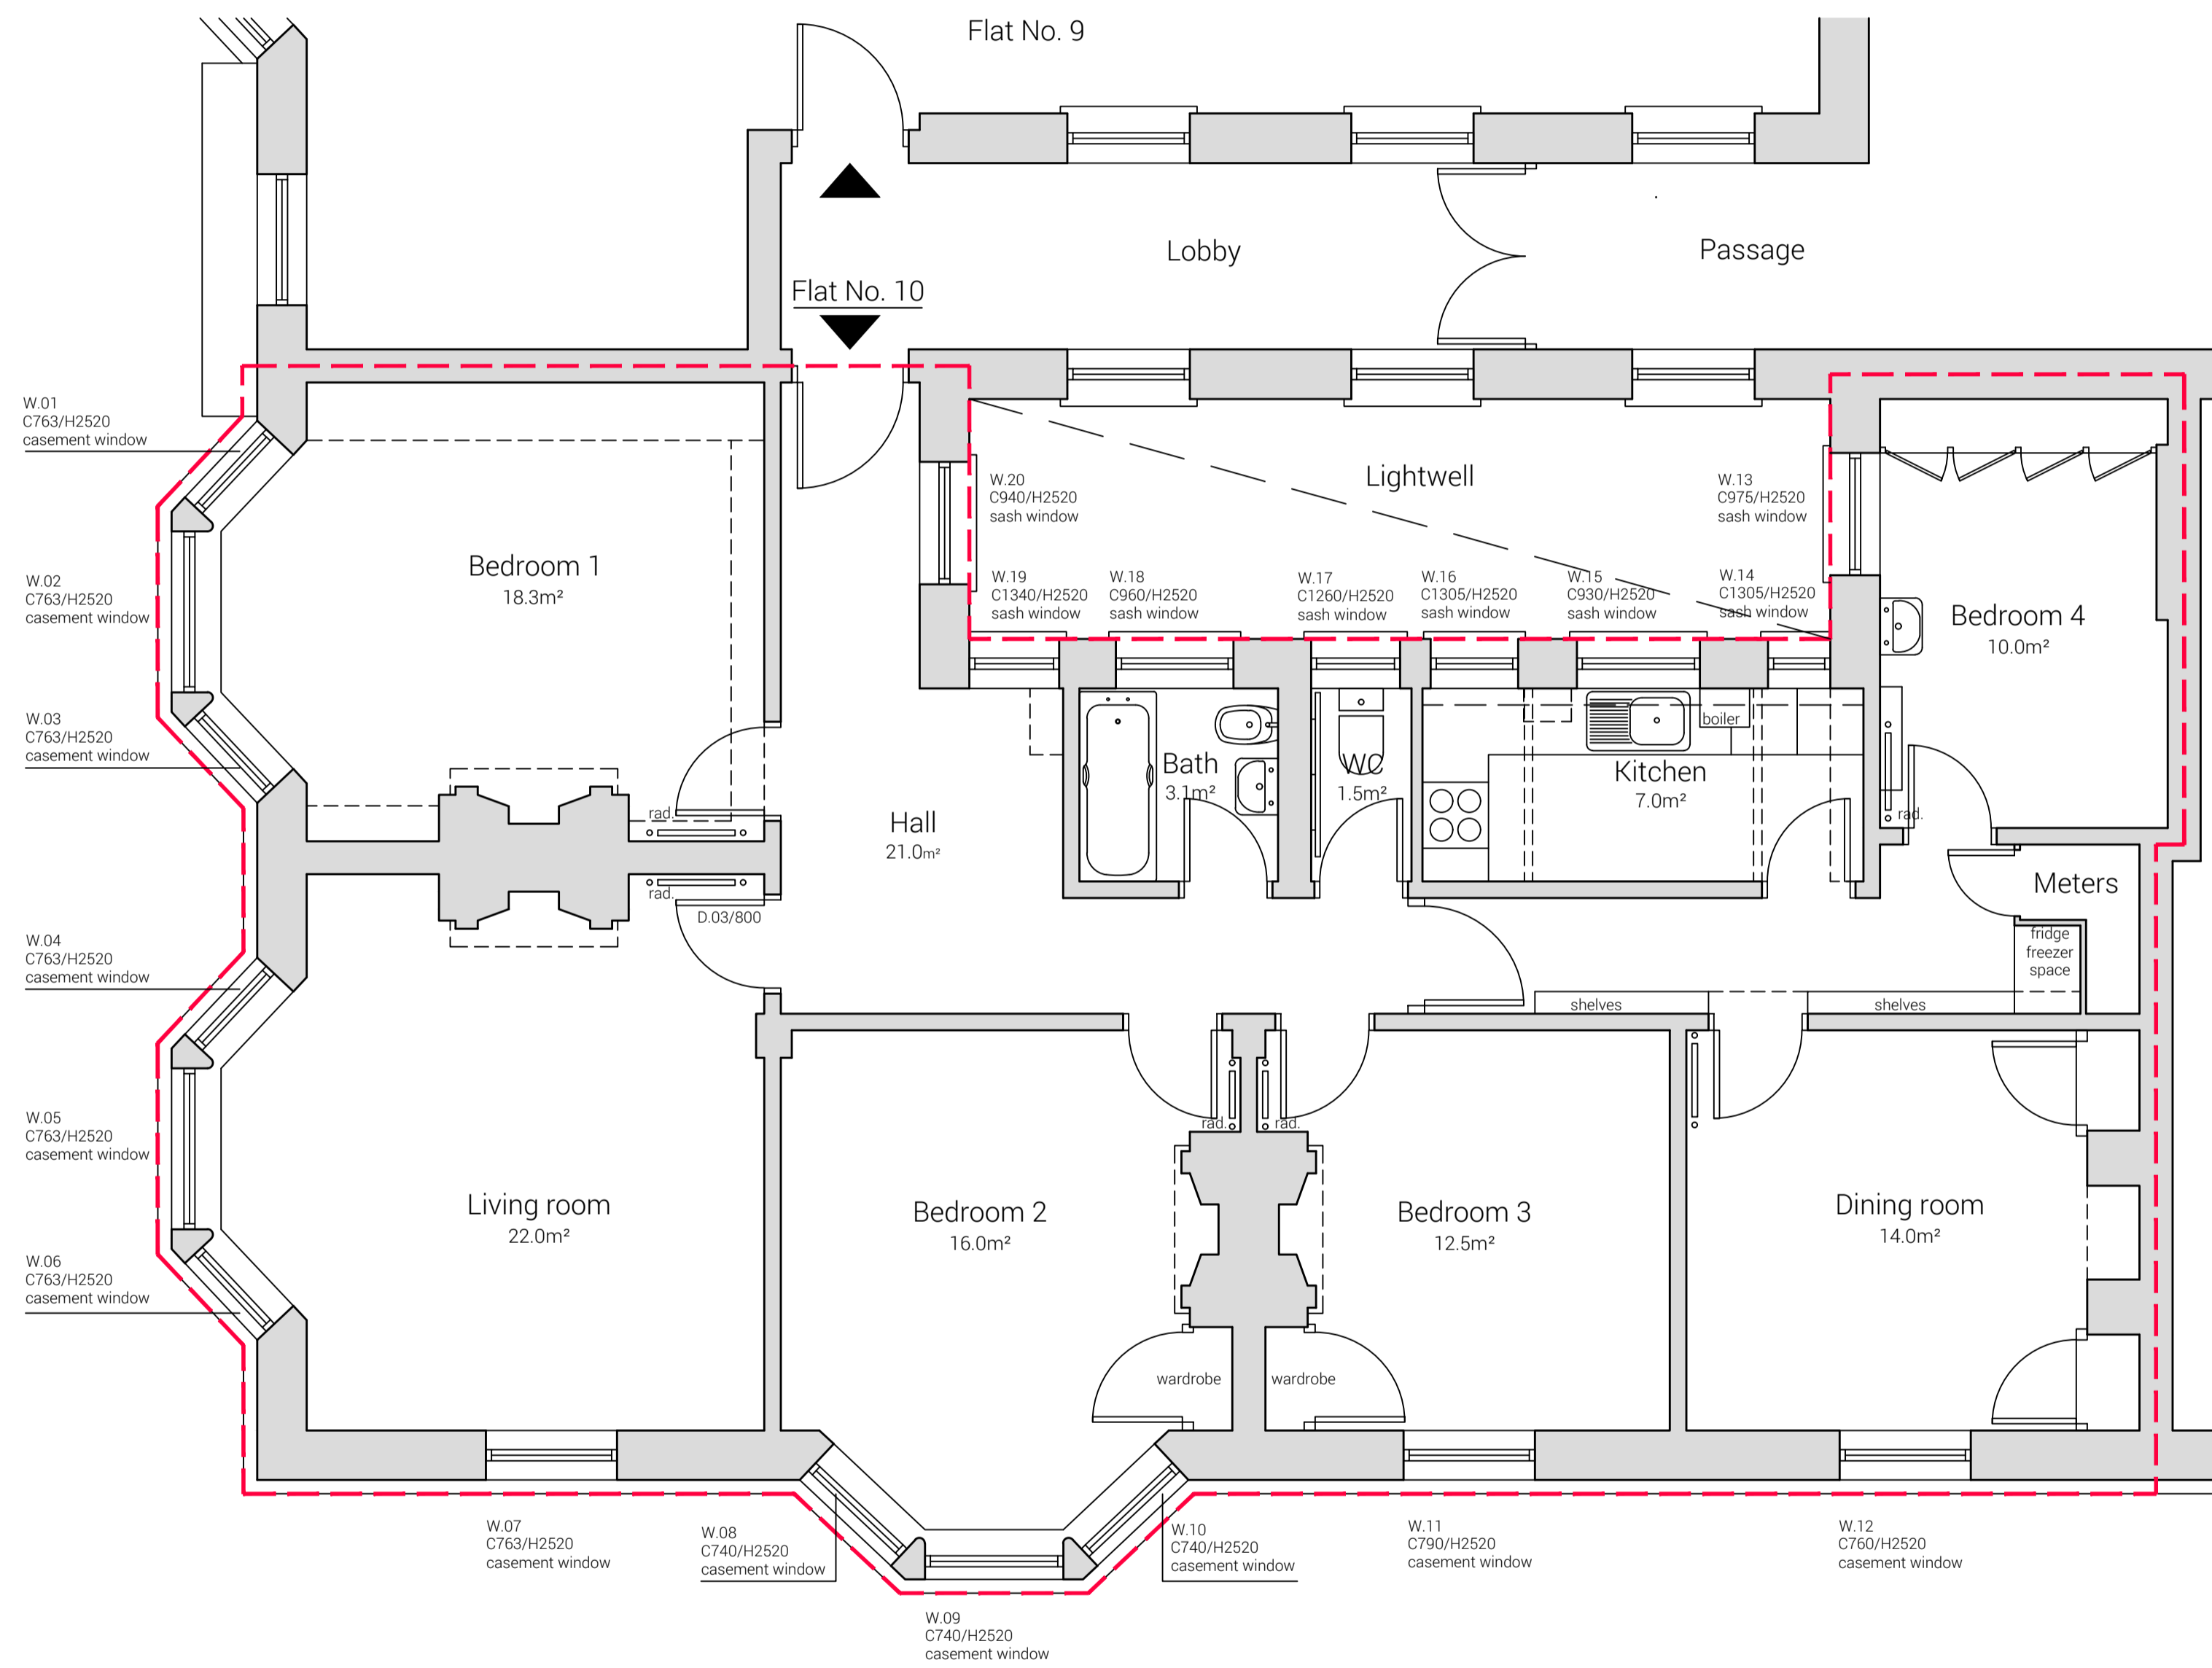 Flat No. 9
Lobby
Passage
Flat No. 10
W.01
C763/H2520
casement window
W.02
C763/H2520
casement window
W.03
C763/H2520
casement window
W.04
C763/H2520
casement window
W.05
C763/H2520
casement window
W.06
C763/H2520
casement window
Bedroom 1
18.3m²
rad.
rad.
D.03/800
Living room
22.0m²
Hall
21.0m²
W.20
C940/H2520
sash window
Lightwell
W.13
C975/H2520
sash window
W.19
C1340/H2520
sash window
W.18
C960/H2520
sash window
W.17
C1260/H2520
sash window
W.16
C1305/H2520
sash window
W.15
C930/H2520
sash window
W.14
C1305/H2520
sash window
Bath
3.1m²
WC
1.5m²
boiler
Kitchen
7.0m²
Bedroom 4
10.0m²
rad.
Meters
fridge
freezer
space
shelves
shelves
rad.
rad.
Bedroom 2
16.0m²
Bedroom 3
12.5m²
Dining room
14.0m²
wardrobe
wardrobe
W.07
C763/H2520
casement window
W.08
C740/H2520
casement window
W.09
C740/H2520
casement window
W.10
C740/H2520
casement window
W.11
C790/H2520
casement window
W.12
C760/H2520
casement window